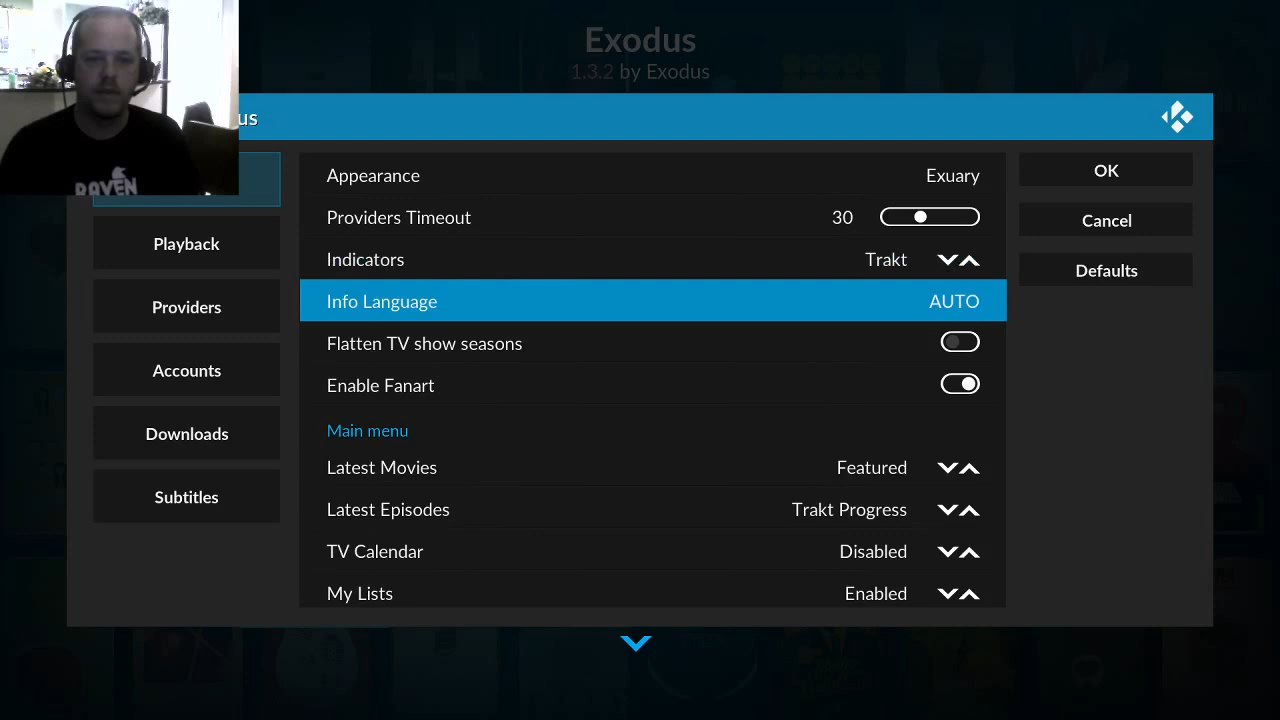 Exodus
1.3.2 by Exodus
us
RAVEN
Appearance Exuary
Providers Timeout 30
Indicators Trakt
Info Language AUTO
Flatten TV show seasons
Enable Fanart
Main menu
Latest Movies Featured
Latest Episodes Trakt Progress
TV Calendar Disabled
My Lists Enabled
Playback
Providers
Accounts
Downloads
Subtitles
OK
Cancel
Defaults